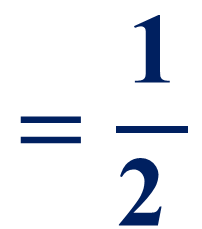 = 1/2